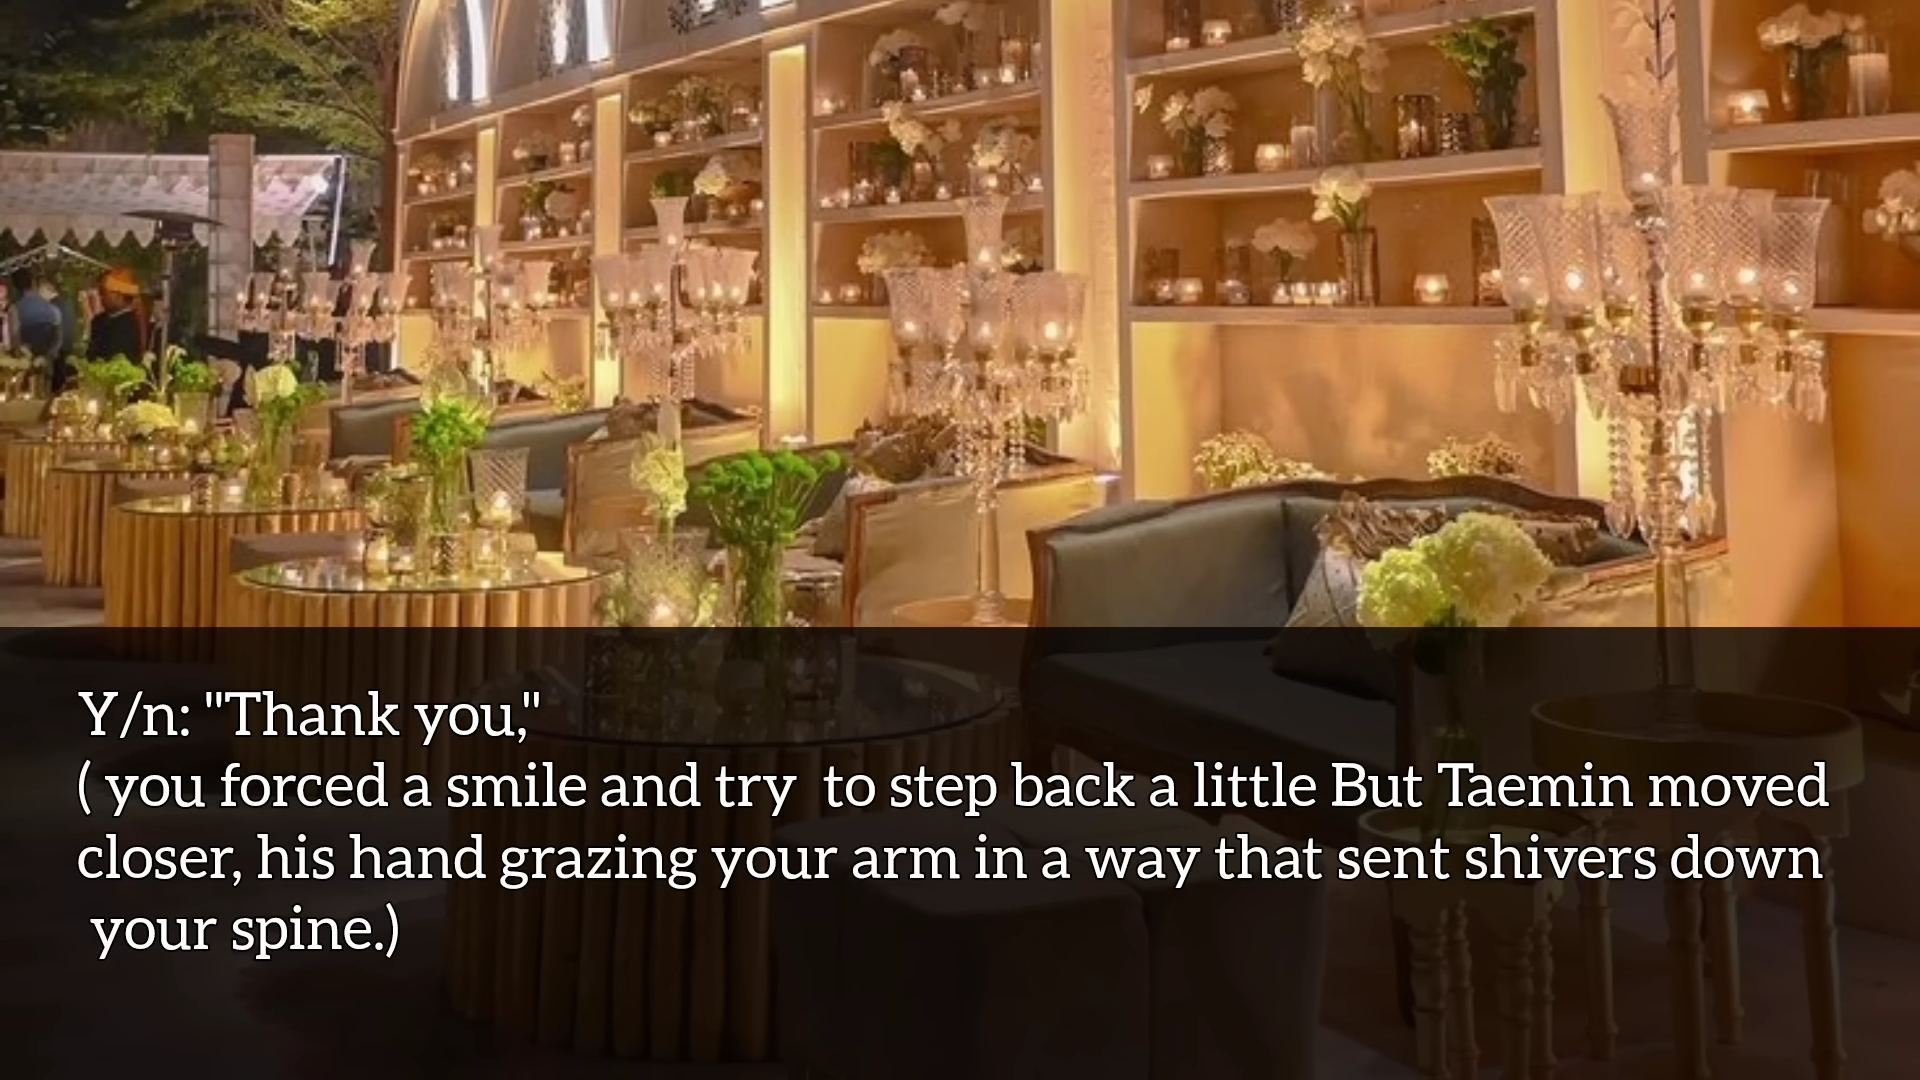 Y/n: "Thank you,"
( you forced a smile and try  to step back a little But Taemin moved
closer, his hand grazing your arm in a way that sent shivers down
your spine.)